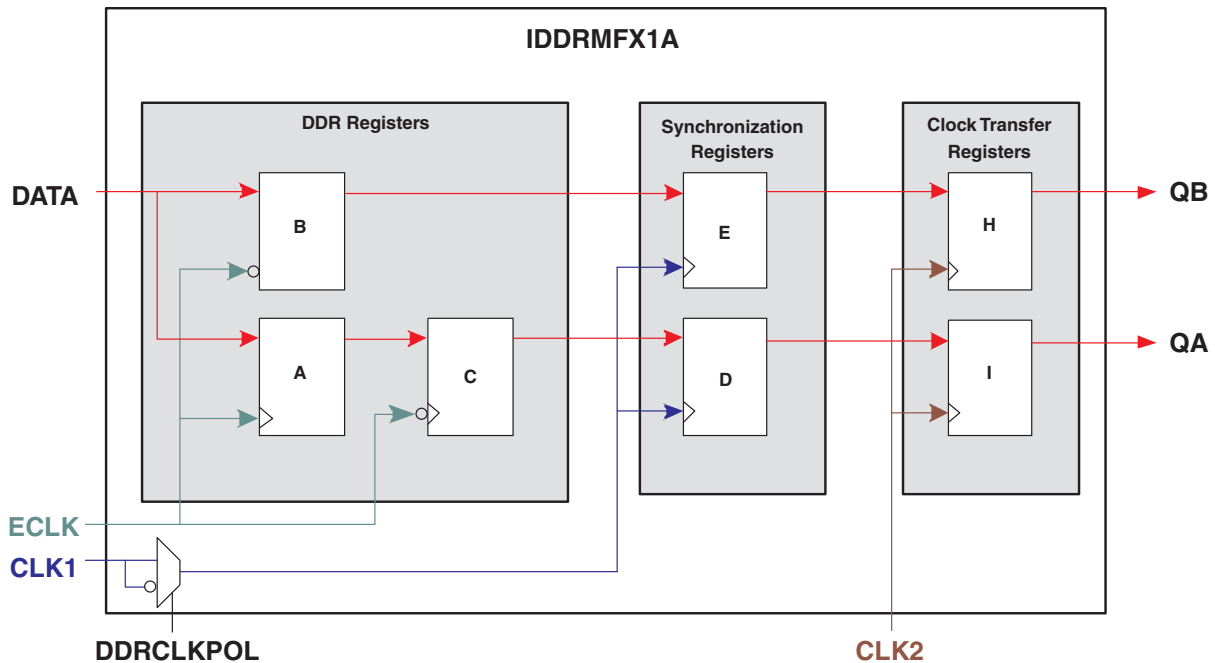 IDDRMFX1A
DDR Registers
Synchronization
Registers
Clock Transfer
Registers
DATA
B
E
H
QB
A
C
D
I
QA
ECLK
CLK1
DDRCLKPOL
CLK2